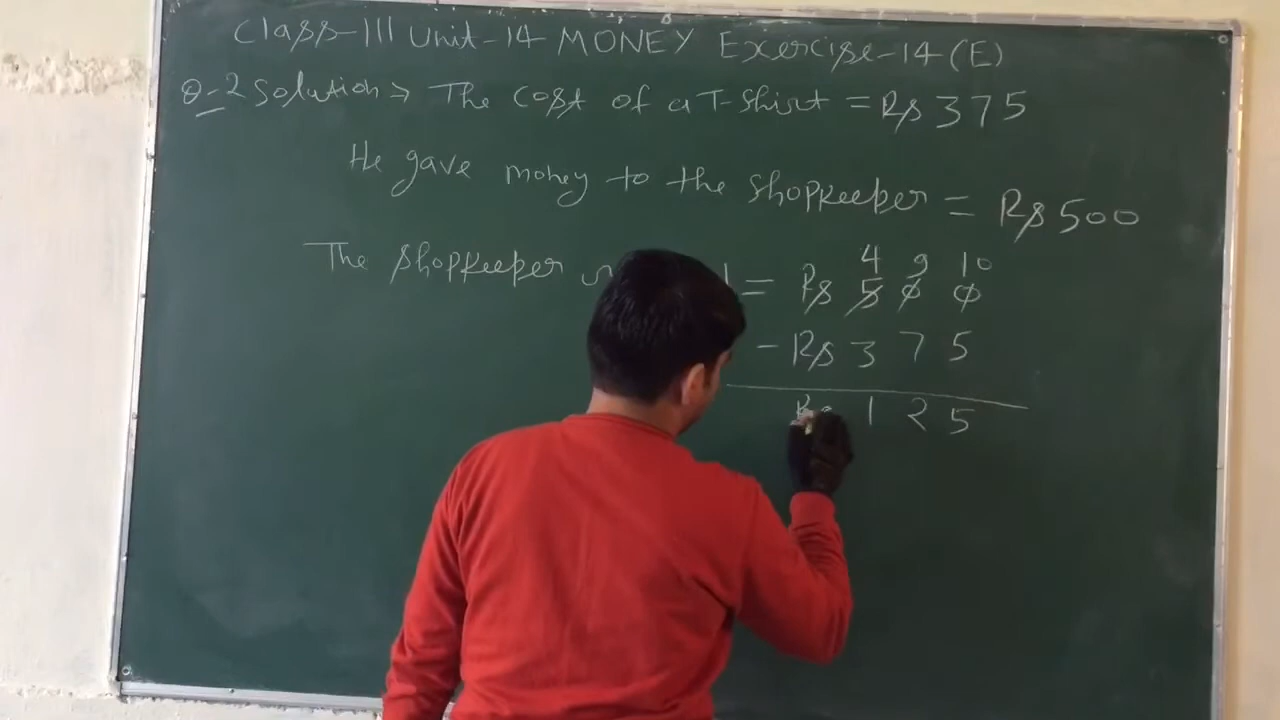 Class-III Unit-14 MONEY Exercise-14 (E)
Q-2 Solution → The cost of a T-Shirt = Rs 375
He gave money to the shopkeeper = Rs 500
4 9 10
The shopkeeper = Rs 5 0 0
- Rs 3 7 5
Rs 1 2 5